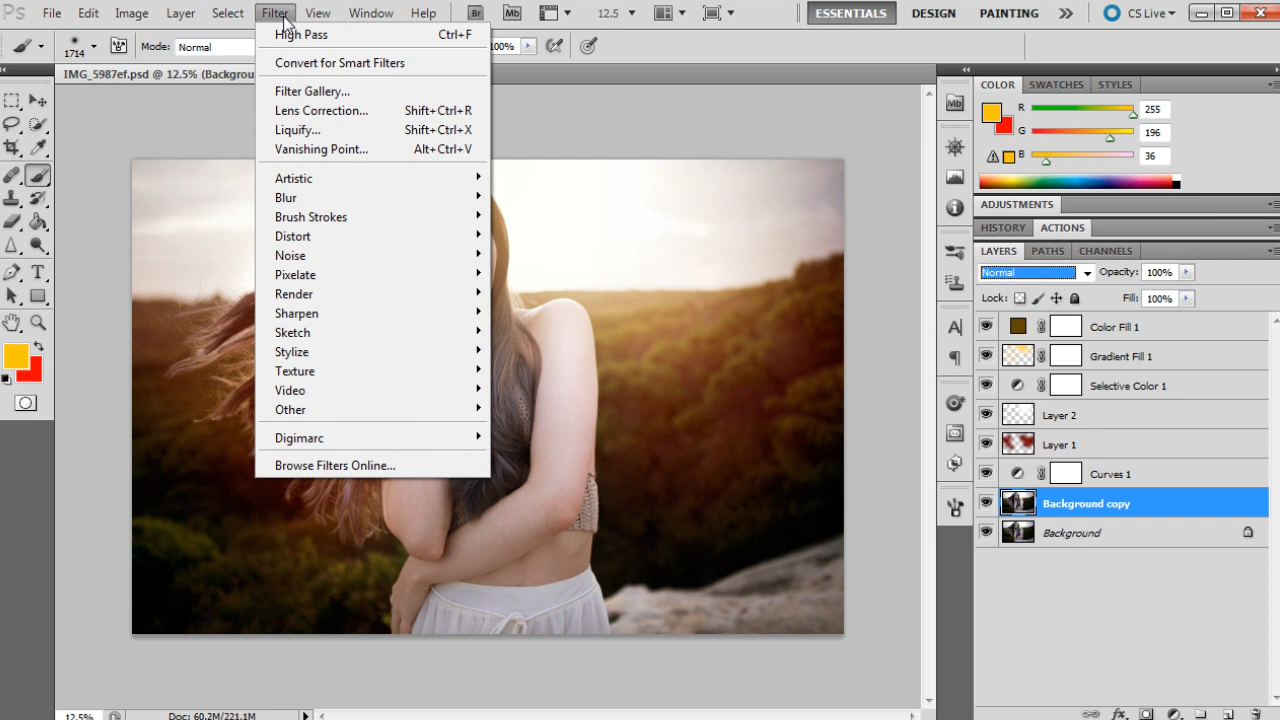 Ps File Edit Image Layer Select Filter View Window Help Br Mb 12.5 ESSENTIALS DESIGN PAINTING CS Live
1714 Mode: Normal 100%
IMG_5987ef.psd @ 12.5% (Backgrou
High Pass Ctrl+F
Convert for Smart Filters
Filter Gallery...
Lens Correction... Shift+Ctrl+R
Liquify... Shift+Ctrl+X
Vanishing Point... Alt+Ctrl+V
Artistic
Blur
Brush Strokes
Distort
Noise
Pixelate
Render
Sharpen
Sketch
Stylize
Texture
Video
Other
Digimarc
Browse Filters Online...
Mb
COLOR SWATCHES STYLES
R 255
G 196
B 36
ADJUSTMENTS
HISTORY ACTIONS
LAYERS PATHS CHANNELS
Normal Opacity: 100%
Lock: Fill: 100%
Color Fill 1
Gradient Fill 1
Selective Color 1
Layer 2
Layer 1
Curves 1
Background copy
Background
12.5% Doc: 60.2M/221.1M